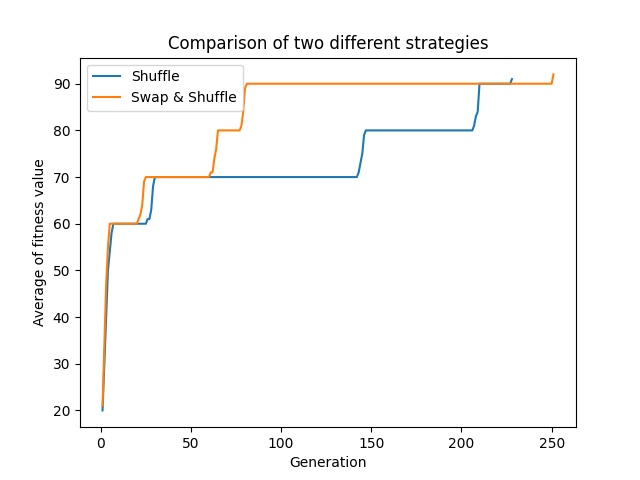 Comparison of two different strategies
Shuffle
Swap & Shuffle
90
80
70
60
50
40
30
20
Average of fitness value
0 50 100 150 200 250
Generation